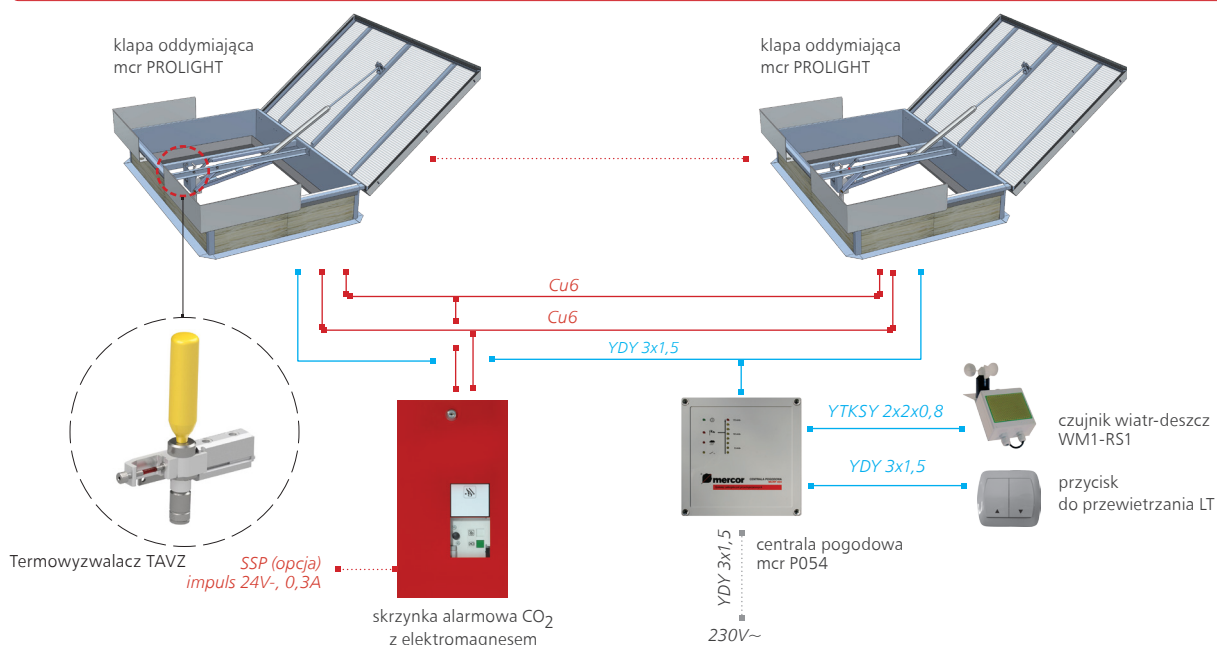 klapa oddymiająca
mcr PROLIGHT
klapa oddymiająca
mcr PROLIGHT
Cu6
Cu6
YDY 3x1,5
YTKSY 2x2x0,8
czujnik wiatr-deszcz
WM1-RS1
YDY 3x1,5
przycisk
do przewietrzania LT
mercor
Termowyzwalacz TAVZ
SSP (opcja)
impuls 24V-, 0,3A
skrzynka alarmowa CO2
z elektromagnesem
YDY 3x1,5
centrala pogodowa
mcr P054
230V~